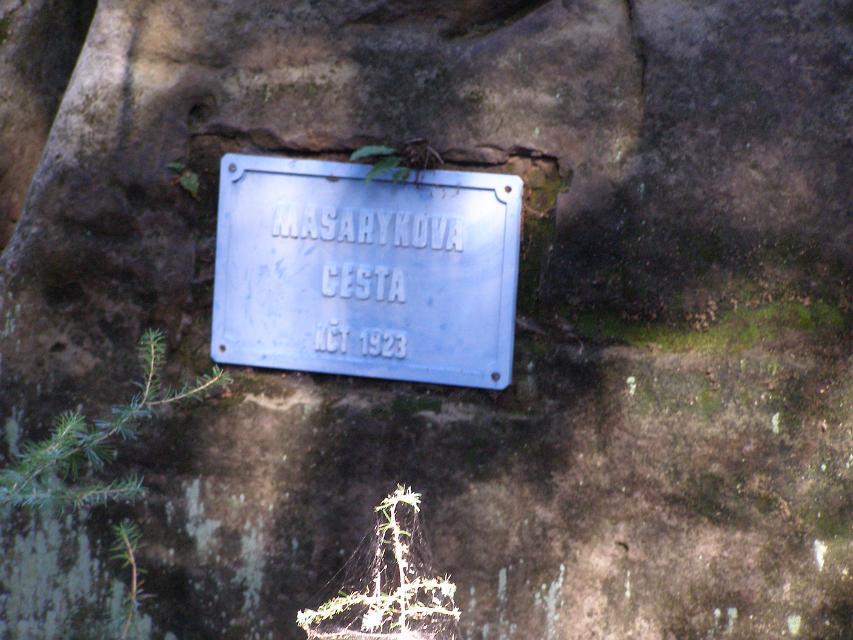 MASARYKOVA
CESTA
KČT 1923